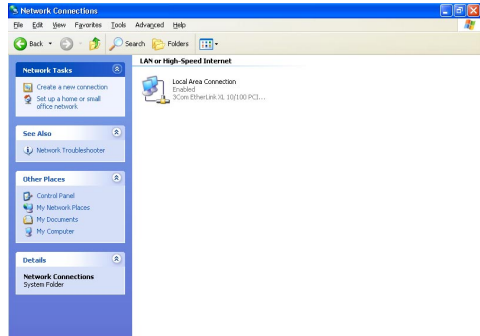 Network Connections
File Edit View Favorites Tools Advanced Help
Back Search Folders
Network Tasks
Create a new connection
Set up a home or small
office network
See Also
Network Troubleshooter
Other Places
Control Panel
My Network Places
My Documents
My Computer
Details
Network Connections
System Folder
LAN or High-Speed Internet
Local Area Connection
Enabled
3Com EtherLink XL 10/100 PCI...